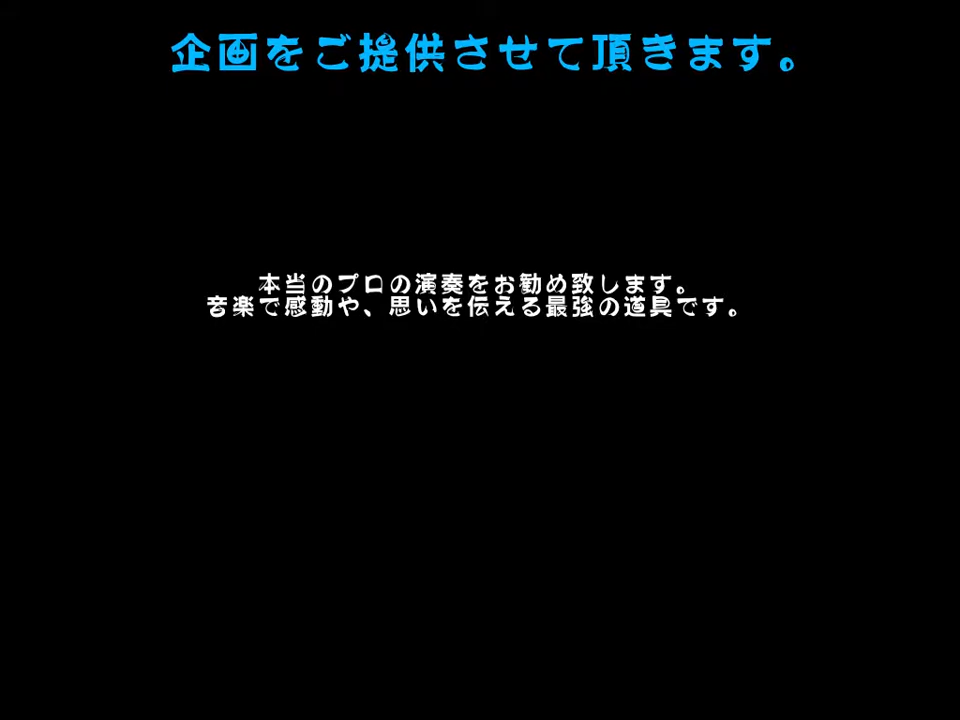 企画をご提供させて頂きます。
本当のプロの演奏をお勧め致します。
音楽で感動や、思いを伝える最強の道具です。